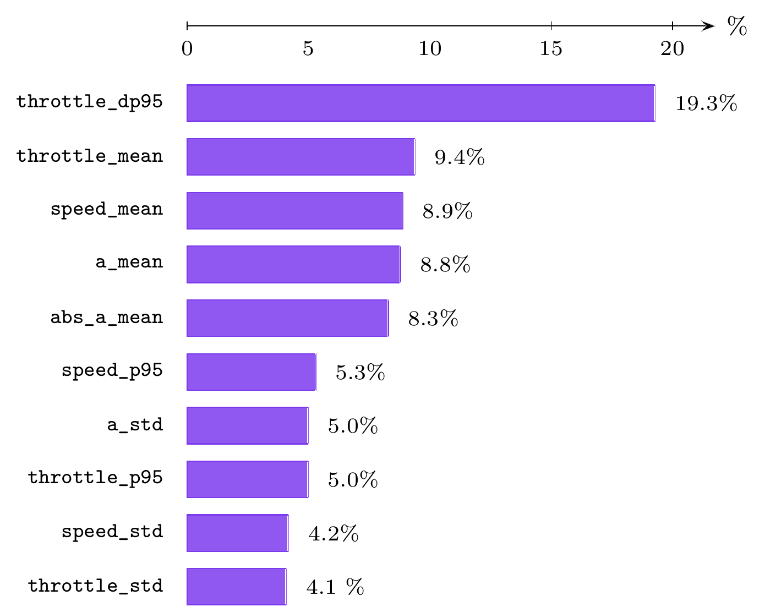 %
0 5 10 15 20
throttle_dp95 19.3%
throttle_mean 9.4%
speed_mean 8.9%
a_mean 8.8%
abs_a_mean 8.3%
speed_p95 5.3%
a_std 5.0%
throttle_p95 5.0%
speed_std 4.2%
throttle_std 4.1 %